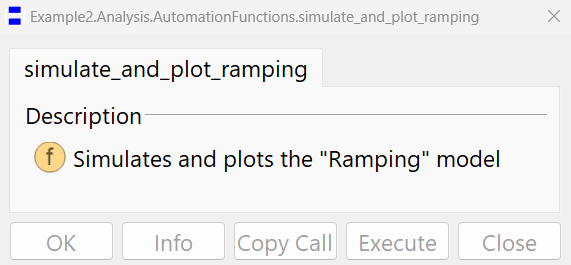 Example2.Analysis.AutomationFunctions.simulate_and_plot_ramping
simulate_and_plot_ramping
Description
f Simulates and plots the "Ramping" model
OK Info Copy Call Execute Close